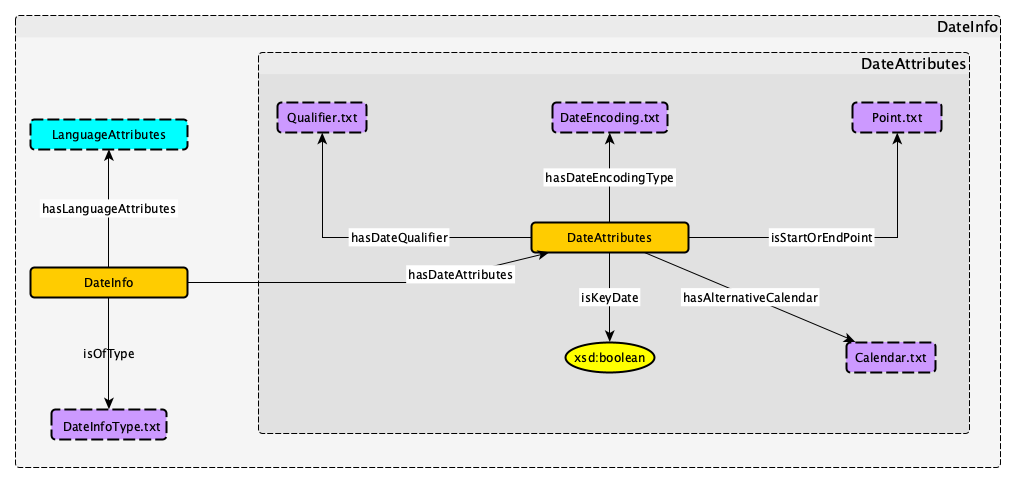 DateInfo
DateAttributes
Qualifier.txt
DateEncoding.txt
Point.txt
LanguageAttributes
hasDateEncodingType
hasLanguageAttributes
hasDateQualifier
DateAttributes
isStartOrEndPoint
DateInfo
hasDateAttributes
isKeyDate
hasAlternativeCalendar
isOfType
xsd:boolean
Calendar.txt
DateInfoType.txt